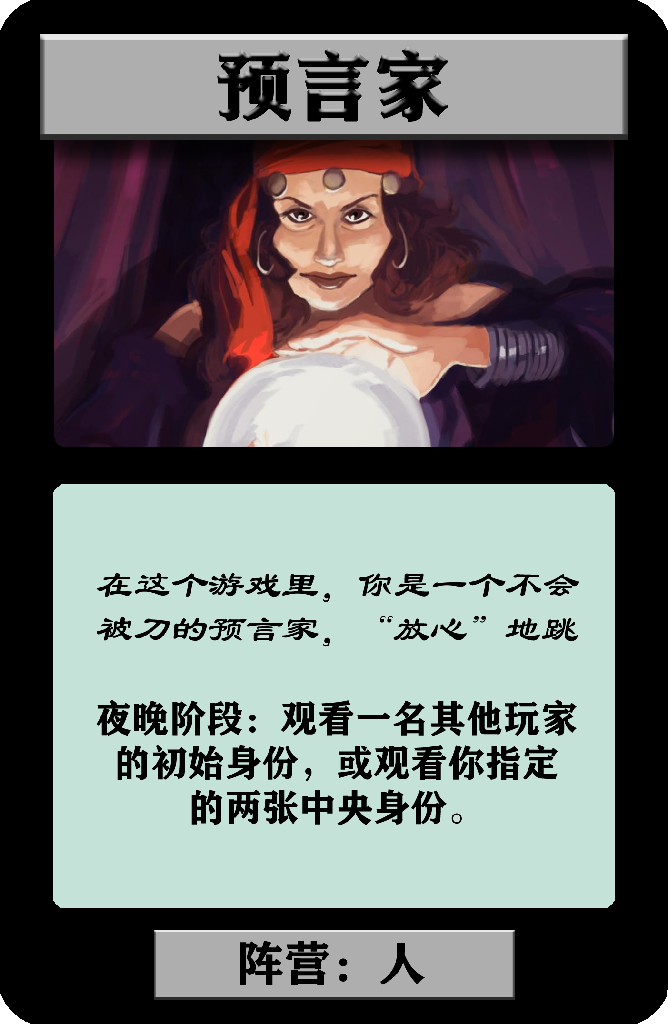 预言家
在这个游戏里，你是一个不会
被刀的预言家，“放心”地跳
夜晚阶段：观看一名其他玩家
的初始身份，或观看你指定
的两张中央身份。
阵营：人